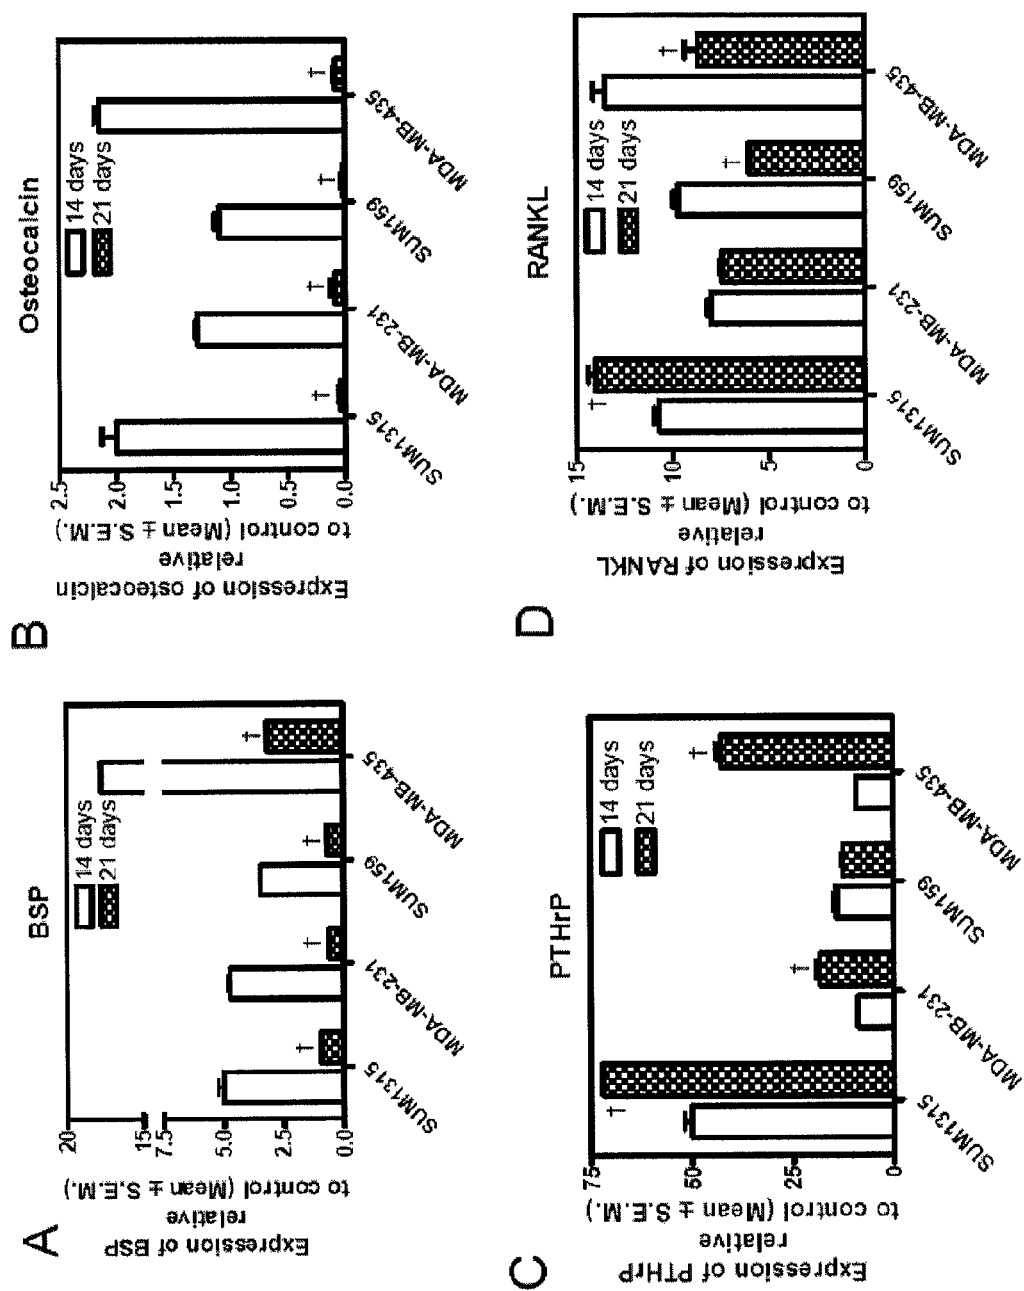 A
BSP
Expression of BSP
relative
to control (Mean ± S.E.M.)
20
15
7.5
5.0
2.5
0.0
14 days
21 days
†
†
†
†
SUM1315
MDA-MB-231
SUM159
MDA-MB-435
B
Osteocalcin
Expression of osteocalcin
relative
to control (Mean ± S.E.M.)
2.5
2.0
1.5
1.0
0.5
0.0
14 days
21 days
†
†
†
†
SUM1315
MDA-MB-231
SUM159
MDA-MB-435
C
PTHrP
Expression of PTHrP
relative
to control (Mean ± S.E.M.)
75
50
25
0
14 days
21 days
†
†
†
SUM1315
MDA-MB-231
SUM159
MDA-MB-435
D
RANKL
Expression of RANKL
relative
to control (Mean ± S.E.M.)
15
10
5
0
14 days
21 days
†
†
†
SUM1315
MDA-MB-231
SUM159
MDA-MB-435